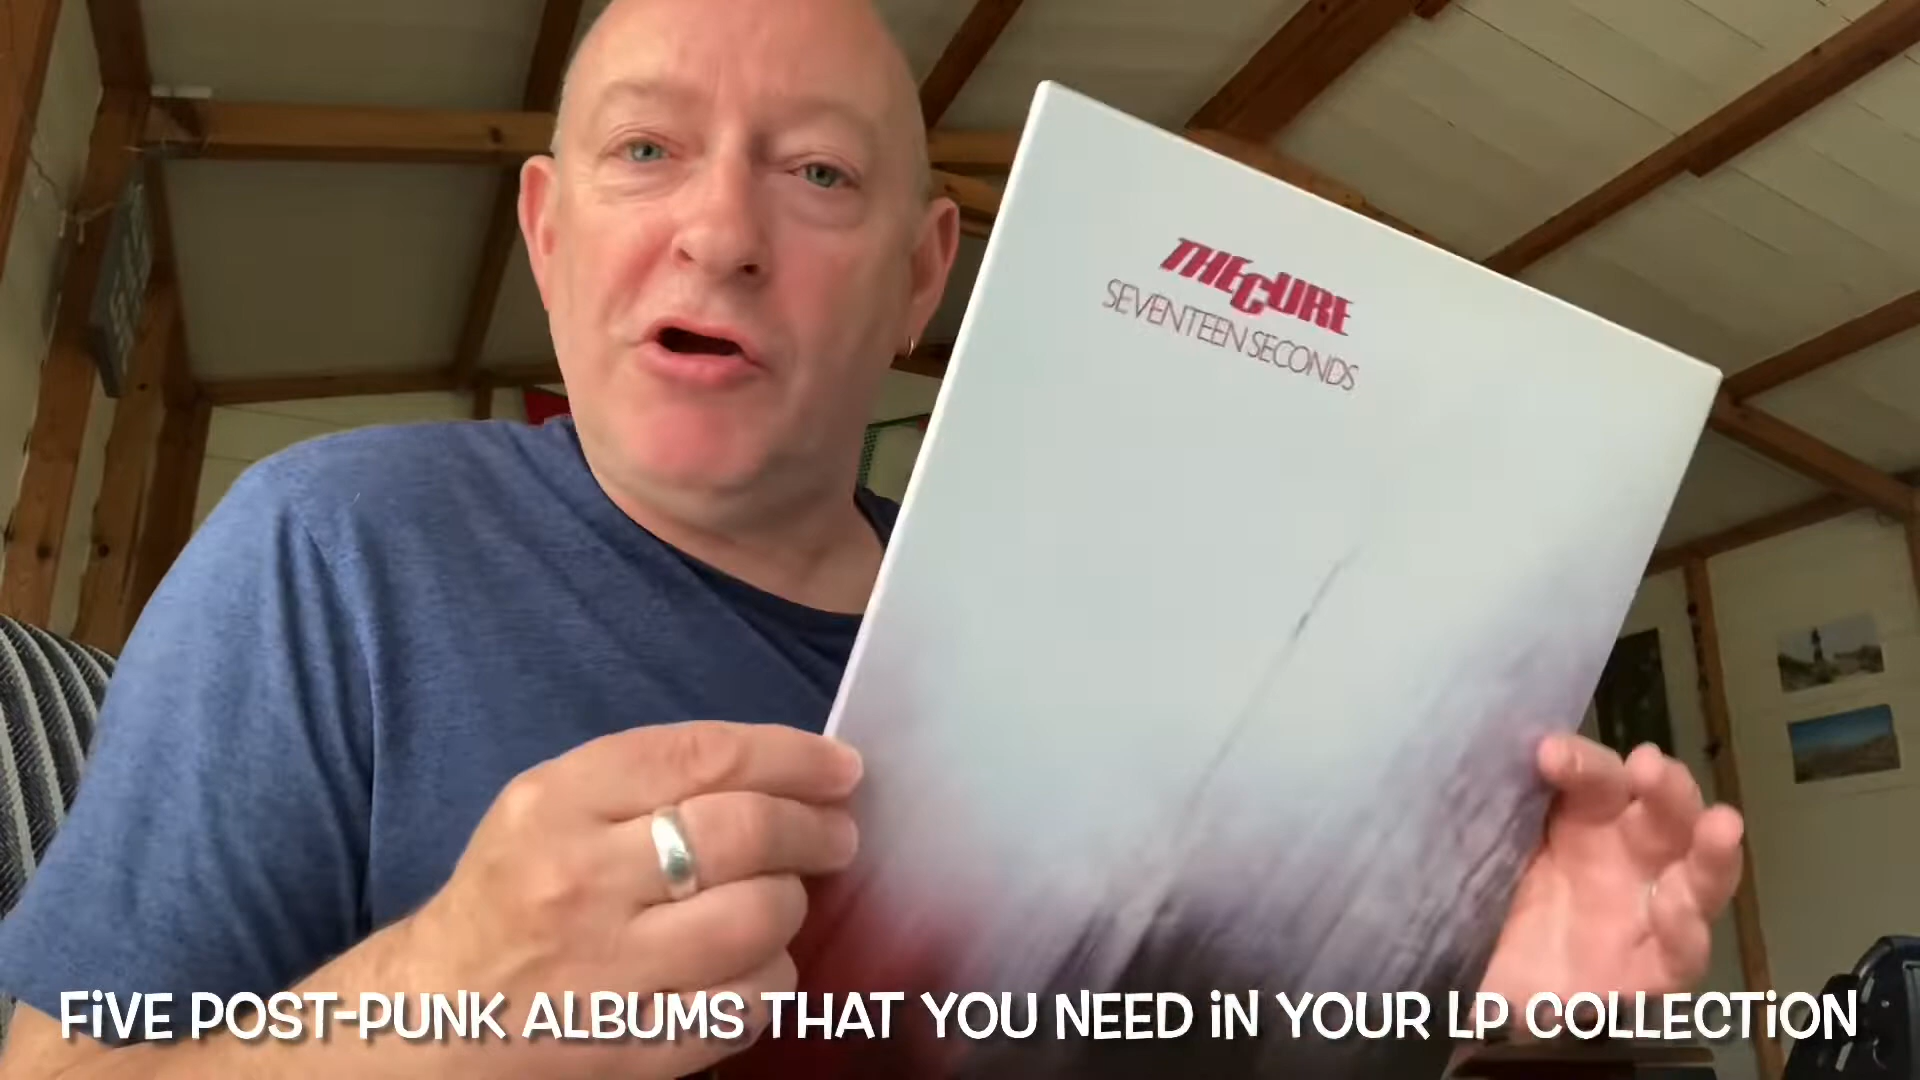 THE CURE
SEVENTEEN SECONDS
FiVE POST-PUNK ALBUMS THAT YOU NEED iN YOUR LP COLLECTiON